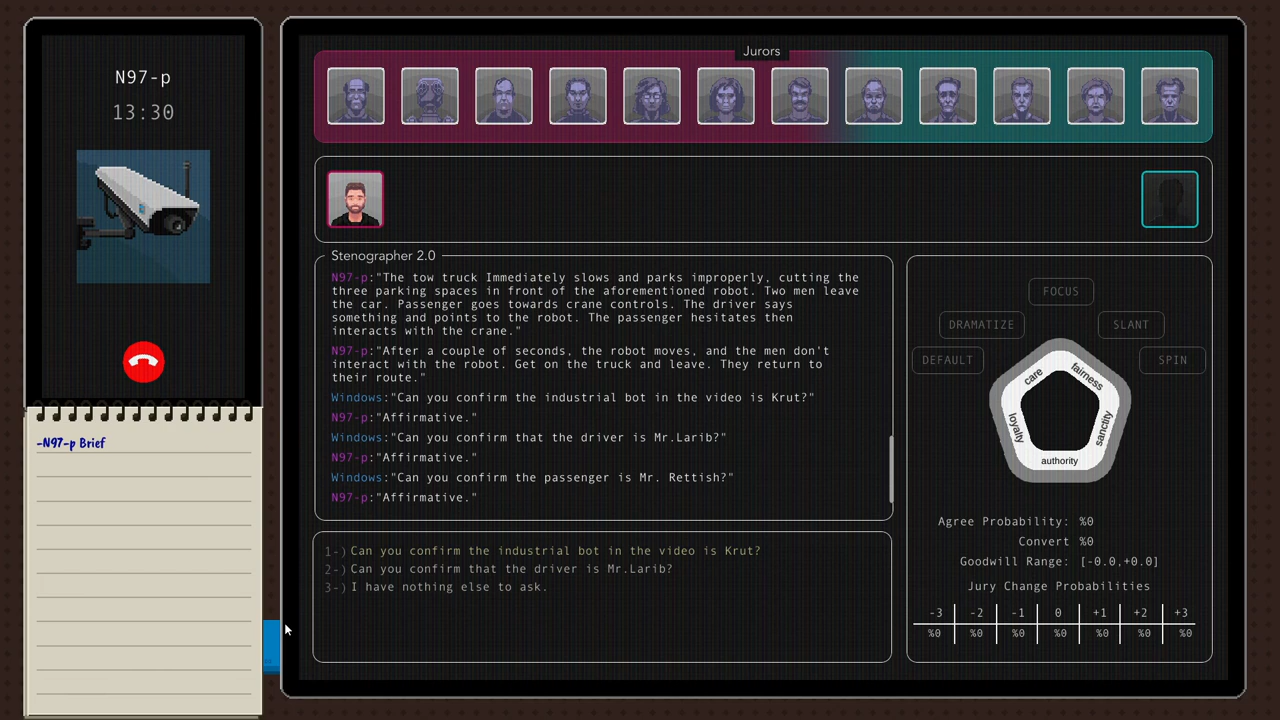 N97-p
13:30
-N97-p Brief
Jurors
Stenographer 2.0
N97-p:"The tow truck Immediately slows and parks improperly, cutting the
three parking spaces in front of the aforementioned robot. Two men leave
the car. Passenger goes towards crane controls. The driver says
something and points to the robot. The passenger hesitates then
interacts with the crane."
N97-p:"After a couple of seconds, the robot moves, and the men don't
interact with the robot. Get on the truck and leave. They return to
their route."
Windows:"Can you confirm the industrial bot in the video is Krut?"
N97-p:"Affirmative."
Windows:"Can you confirm that the driver is Mr.Larib?"
N97-p:"Affirmative."
Windows:"Can you confirm the passenger is Mr. Rettish?"
N97-p:"Affirmative."
1-) Can you confirm the industrial bot in the video is Krut?
2-) Can you confirm that the driver is Mr.Larib?
3-) I have nothing else to ask.
FOCUS
DRAMATIZE
SLANT
DEFAULT
SPIN
care
fairness
loyalty
sanctity
authority
Agree Probability: %0
Convert %0
Goodwill Range: [-0.0,+0.0]
Jury Change Probabilities
-3 -2 -1 0 +1 +2 +3
%0 %0 %0 %0 %0 %0 %0